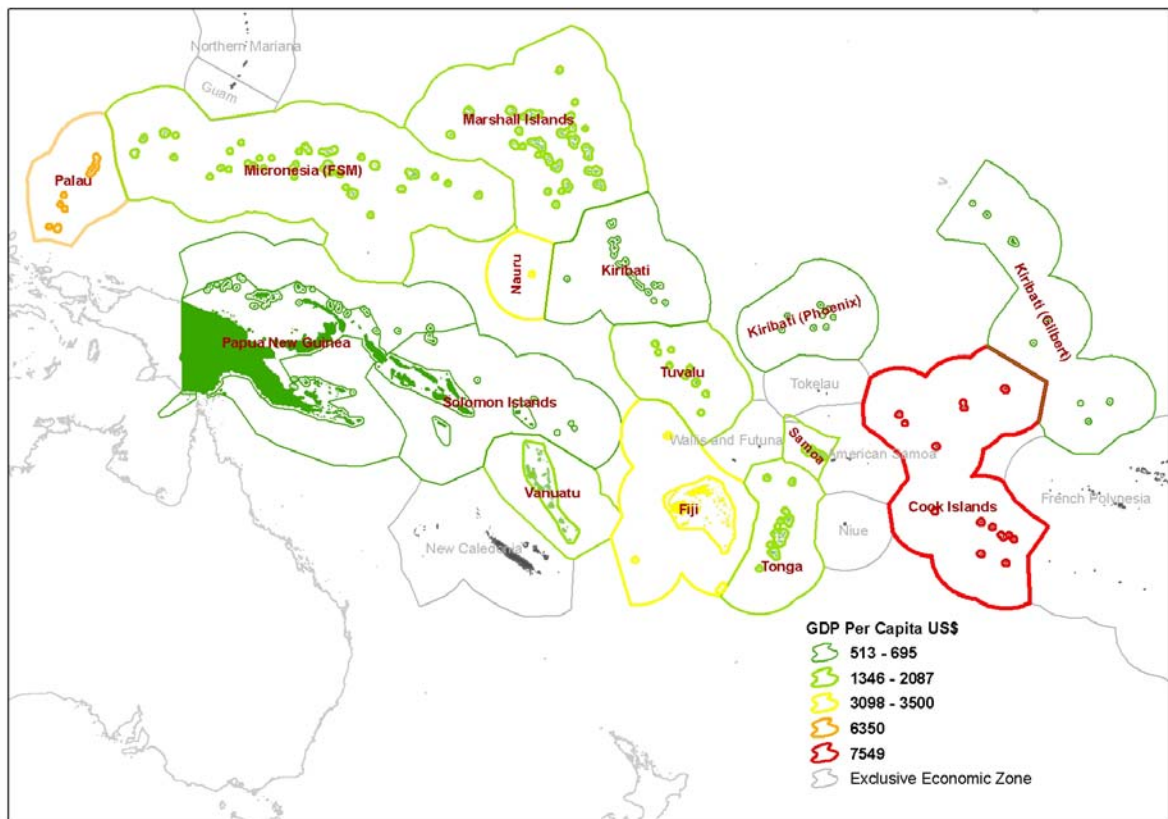 Northern Mariana
Guam
Marshall Islands
Micronesia (FSM)
Palau
Nauru
Kiribati
Kiribati (Phoenix)
Kiribati (Gilbert)
Papua New Guinea
Tuvalu
Tokelau
Solomon Islands
Wallis and Futuna
Samoa
American Samoa
Vanuatu
Fiji
Cook Islands
French Polynesia
Niue
New Caledonia
Tonga
GDP Per Capita US$
513 - 695
1346 - 2087
3098 - 3500
6350
7549
Exclusive Economic Zone